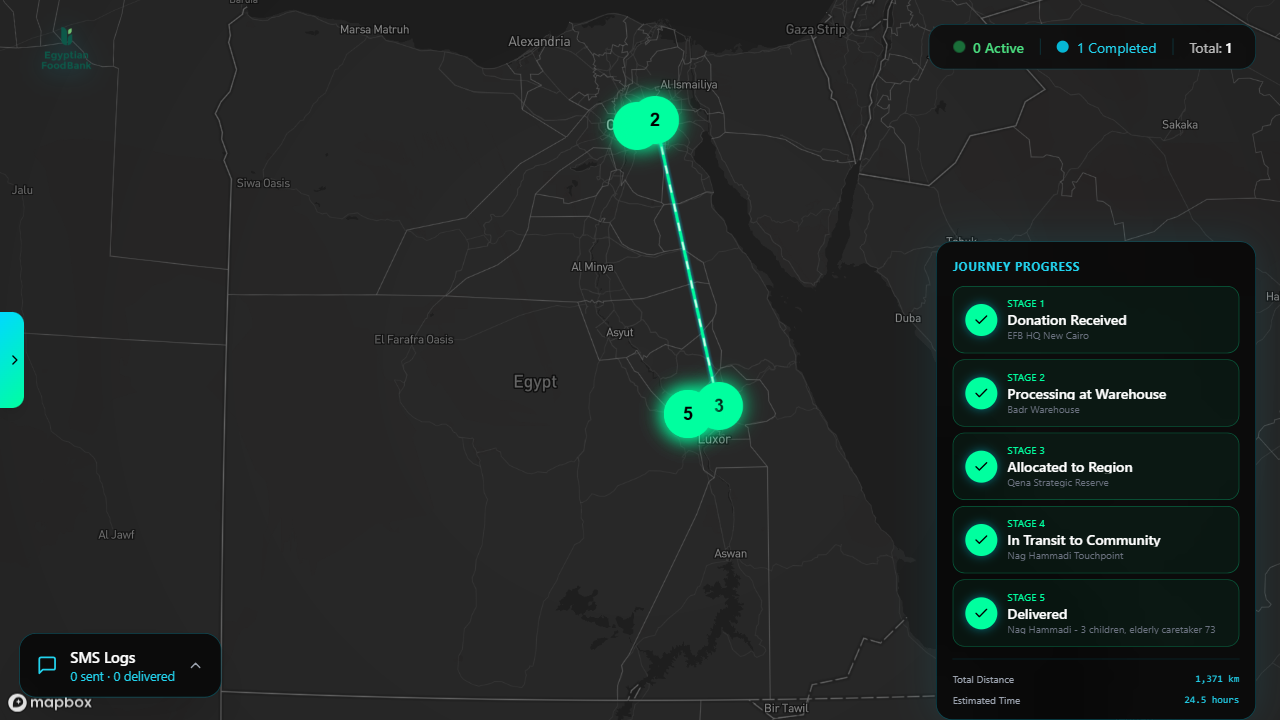 Marsa Matruh
Alexandria
Gaza Strip
Al Ismailiya
Egyptian
FoodBank
0 Active
1 Completed
Total: 1
2
Sakaka
Jalu
Siwa Oasis
Al Minya
Duba
Asyut
El Farafra Oasis
Egypt
5
3
Luxor
Al Jawf
Aswan
Bir Tawil
JOURNEY PROGRESS
STAGE 1
Donation Received
EFB HQ New Cairo
STAGE 2
Processing at Warehouse
Badr Warehouse
STAGE 3
Allocated to Region
Qena Strategic Reserve
STAGE 4
In Transit to Community
Nag Hammadi Touchpoint
STAGE 5
Delivered
Nag Hammadi - 3 children, elderly caretaker 73
Total Distance
1,371 km
Estimated Time
24.5 hours
SMS Logs
0 sent · 0 delivered
mapbox